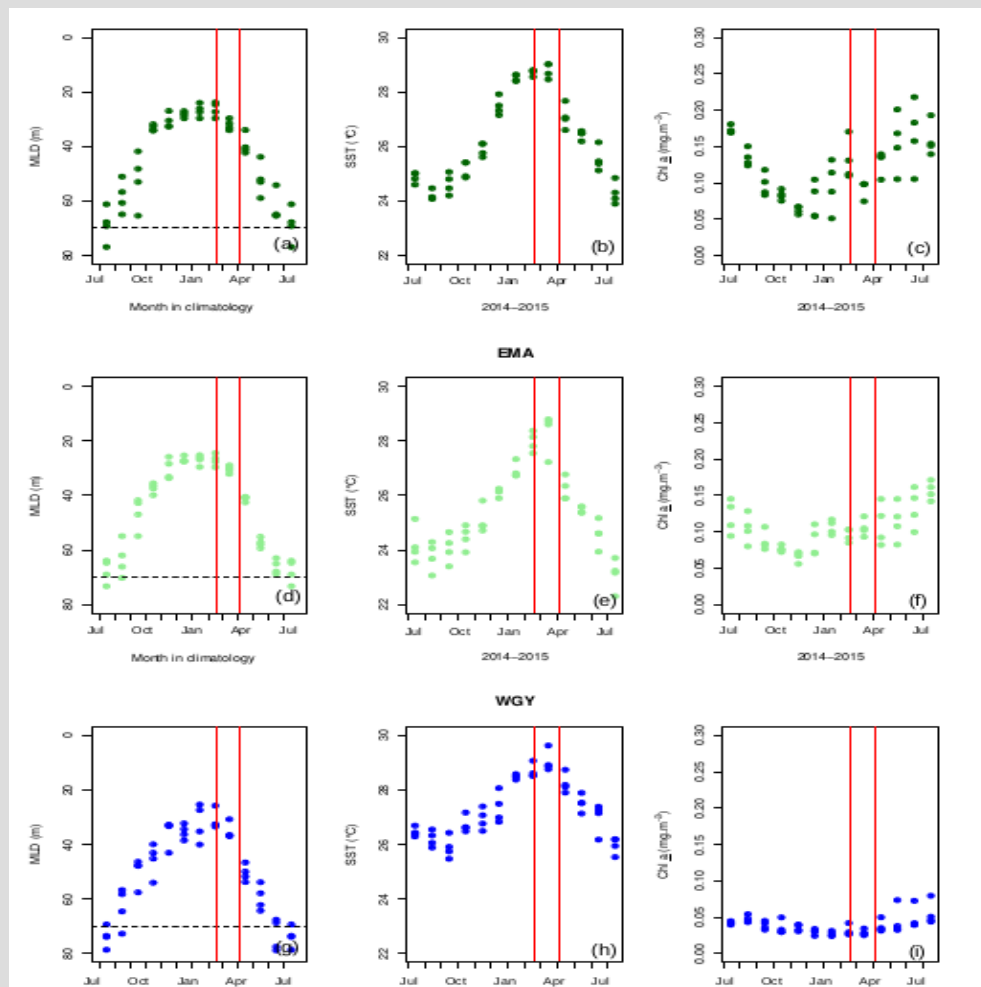 MLD (m)
0
20
40
60
80
(a)
Jul Oct Jan Apr Jul
Month in climatology
SST (°C)
30
28
26
24
22
(b)
Jul Oct Jan Apr Jul
2014–2015
Chl a (mg.m⁻³)
0.30
0.25
0.20
0.15
0.10
0.05
0.00
(c)
Jul Oct Jan Apr Jul
2014–2015
EMA
MLD (m)
0
20
40
60
80
(d)
Jul Oct Jan Apr Jul
Month in climatology
SST (°C)
30
28
26
24
22
(e)
Jul Oct Jan Apr Jul
2014–2015
Chl a (mg.m⁻³)
0.30
0.25
0.20
0.15
0.10
0.05
0.00
(f)
Jul Oct Jan Apr Jul
2014–2015
WGY
MLD (m)
0
20
40
60
80
(g)
Jul Oct Jan Apr Jul
SST (°C)
30
28
26
24
22
(h)
Jul Oct Jan Apr Jul
Chl a (mg.m⁻³)
0.30
0.25
0.20
0.15
0.10
0.05
0.00
(i)
Jul Oct Jan Apr Jul